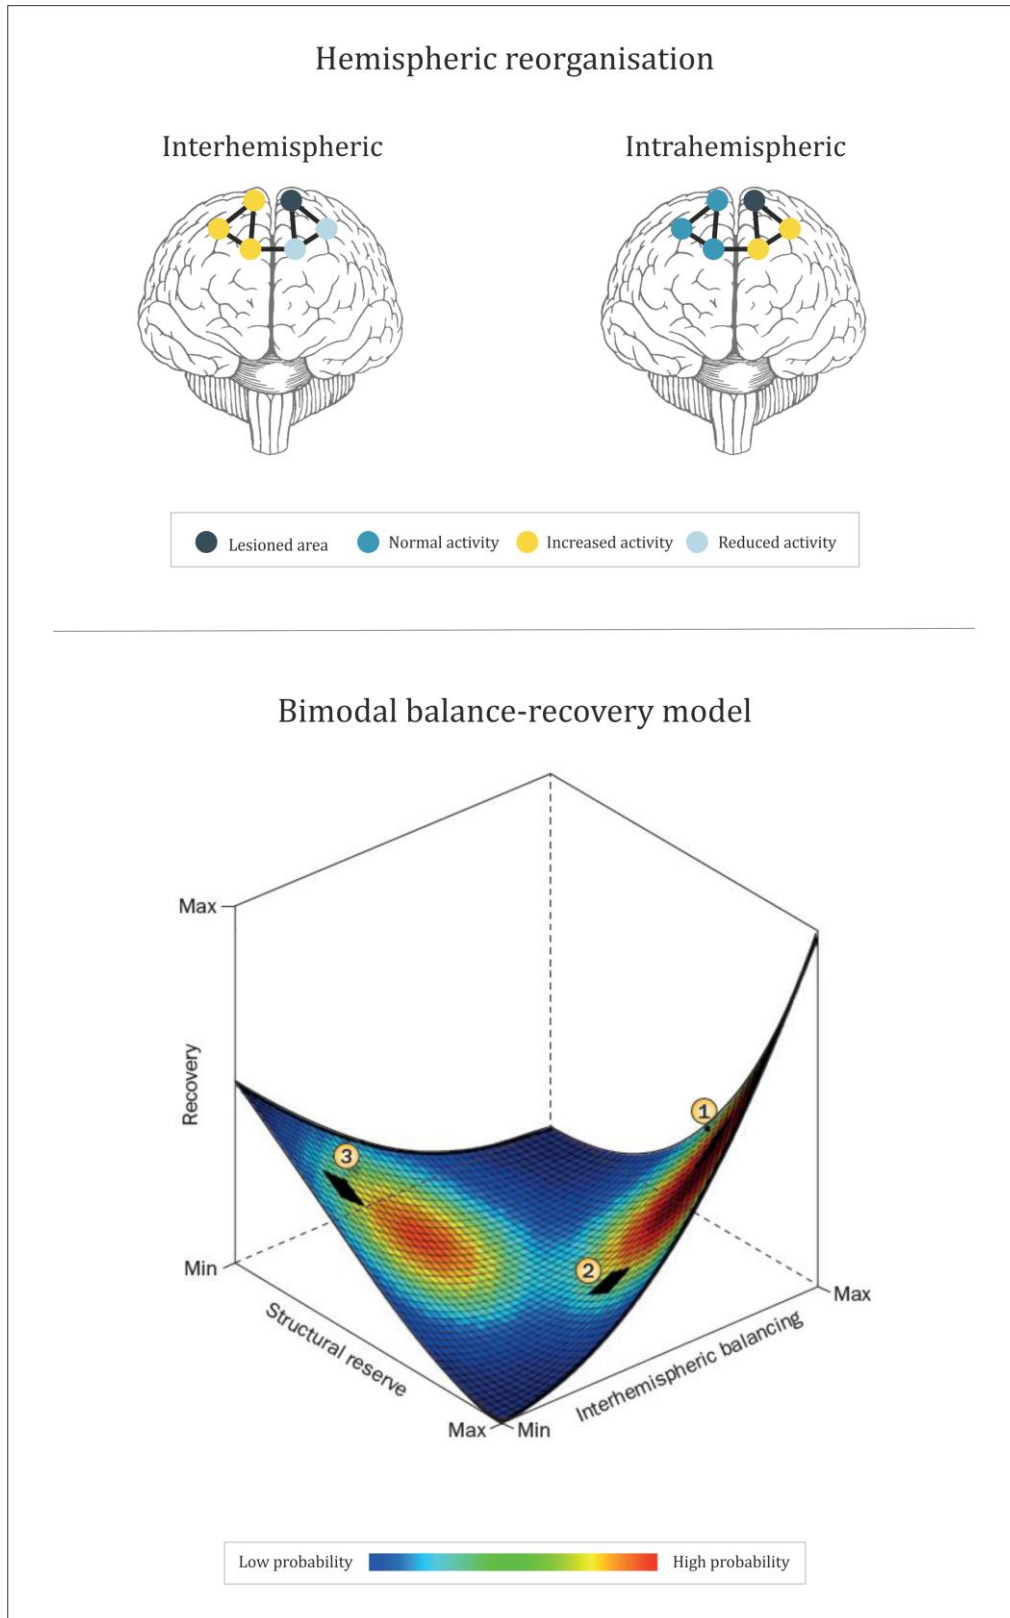 Hemispheric reorganisation
Interhemispheric
Intrahemispheric
Lesioned area
Normal activity
Increased activity
Reduced activity
Bimodal balance-recovery model
Max
Recovery
1
3
2
Min
Max
Structural reserve
Interhemispheric balancing
Max
Min
Low probability
High probability